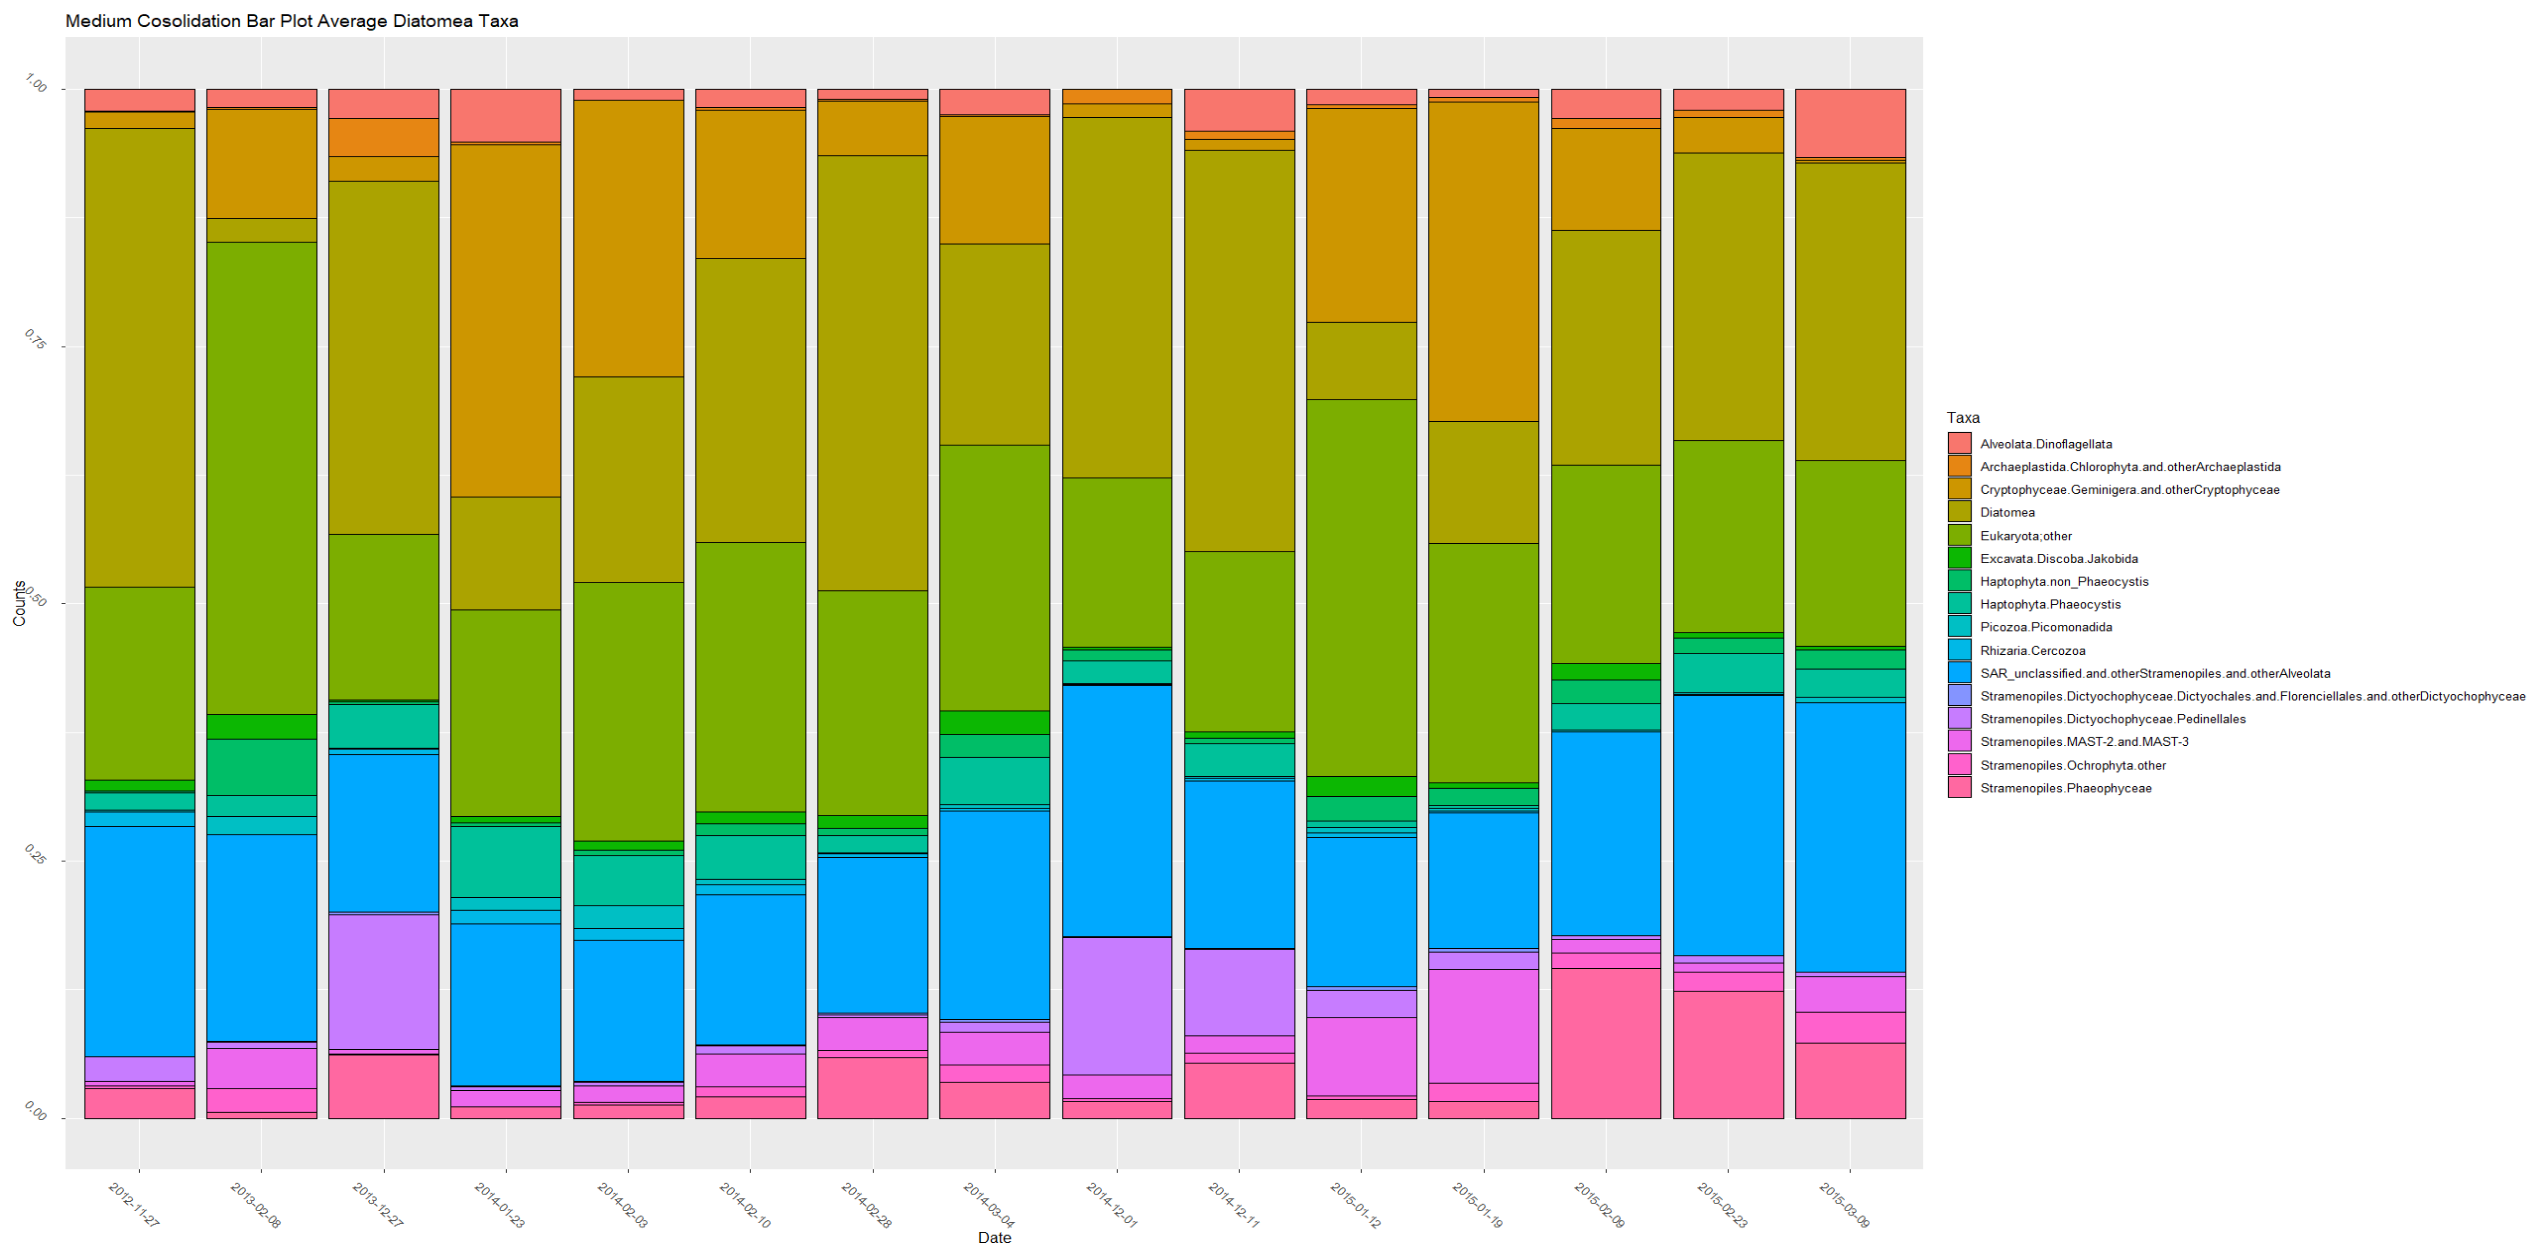 Medium Cosolidation Bar Plot Average Diatomea Taxa
1.00
0.75
0.50
0.25
0.00
Counts
2012-11-27
2013-02-08
2013-12-27
2014-01-23
2014-02-03
2014-02-10
2014-02-28
2014-03-04
2014-12-01
2014-12-11
2015-01-12
2015-01-19
2015-02-09
2015-02-23
2015-03-09
Date
Taxa
Alveolata.Dinoflagellata
Archaeplastida.Chlorophyta.and.otherArchaeplastida
Cryptophyceae.Geminigera.and.otherCryptophyceae
Diatomea
Eukaryota;other
Excavata.Discoba.Jakobida
Haptophyta.non_Phaeocystis
Haptophyta.Phaeocystis
Picozoa.Picomonadida
Rhizaria.Cercozoa
SAR_unclassified.and.otherStramenopiles.and.otherAlveolata
Stramenopiles.Dictyochophyceae.Dictyochales.and.Florenciellales.and.otherDictyochophyceae
Stramenopiles.Dictyochophyceae.Pedinellales
Stramenopiles.MAST-2.and.MAST-3
Stramenopiles.Ochrophyta.other
Stramenopiles.Phaeophyceae